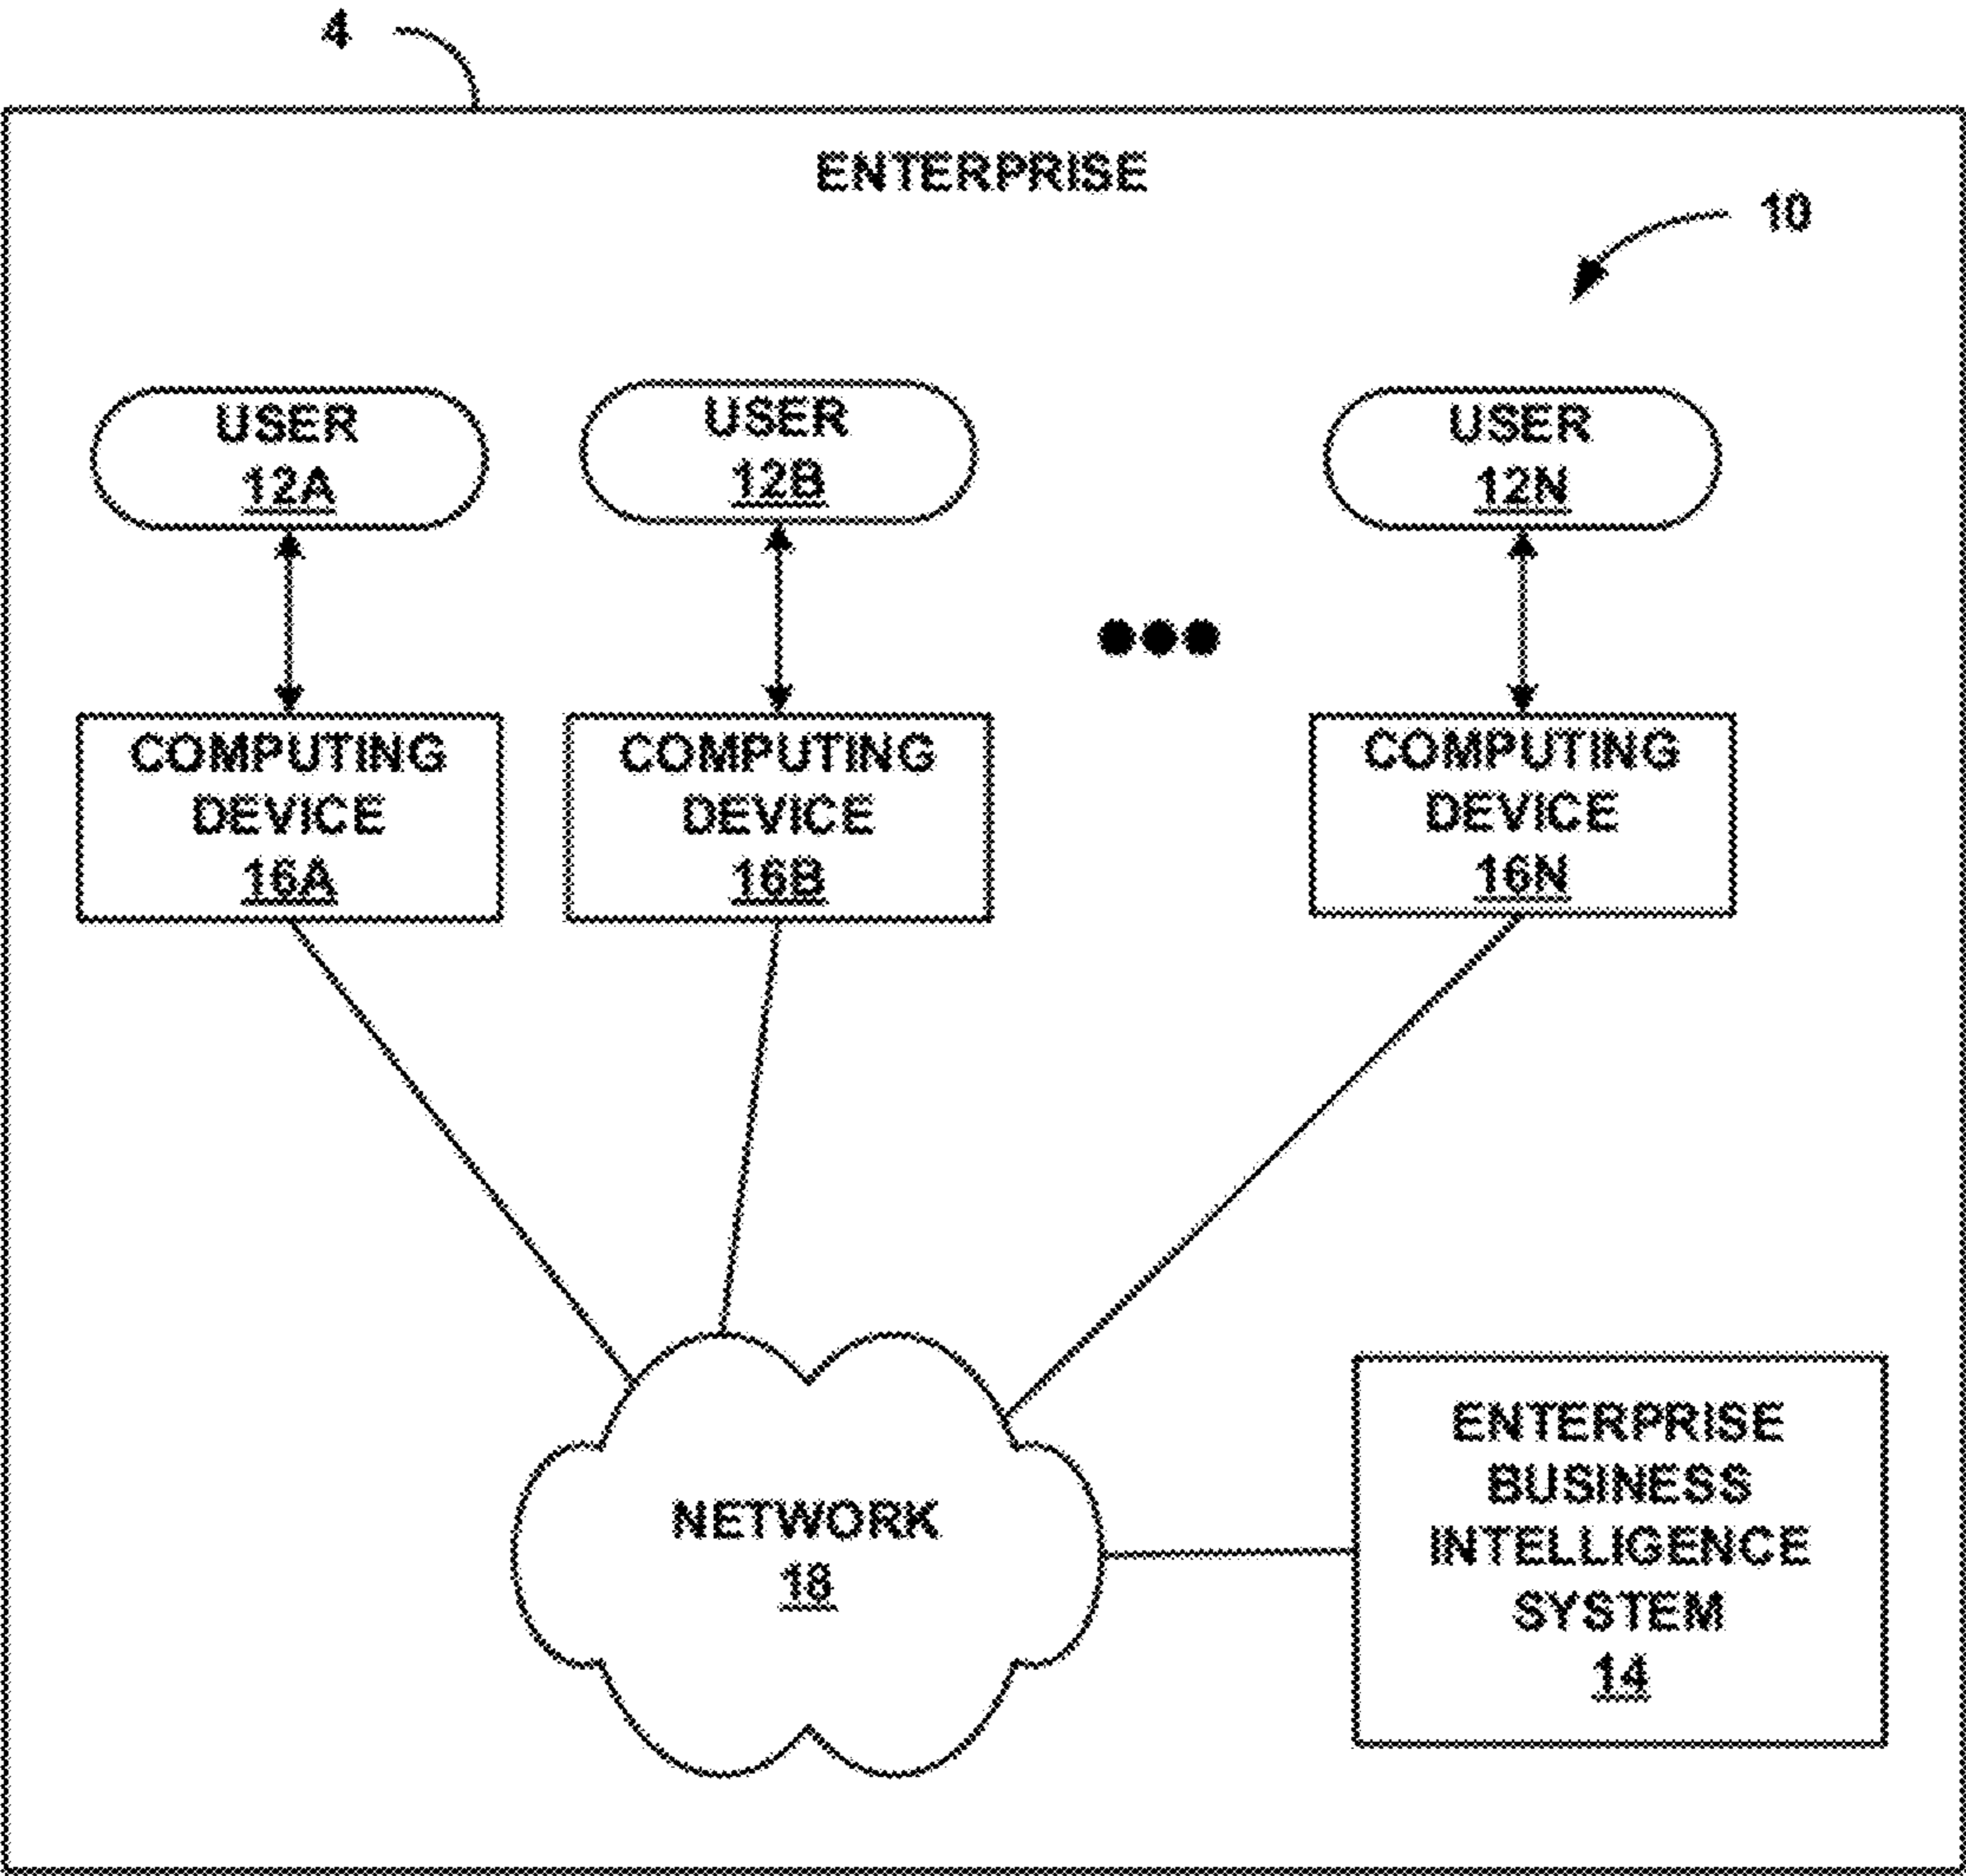 4
ENTERPRISE
10
USER
12A
USER
12B
USER
12N
COMPUTING
DEVICE
16A
COMPUTING
DEVICE
16B
COMPUTING
DEVICE
16N
NETWORK
18
ENTERPRISE
BUSINESS
INTELLIGENCE
SYSTEM
14